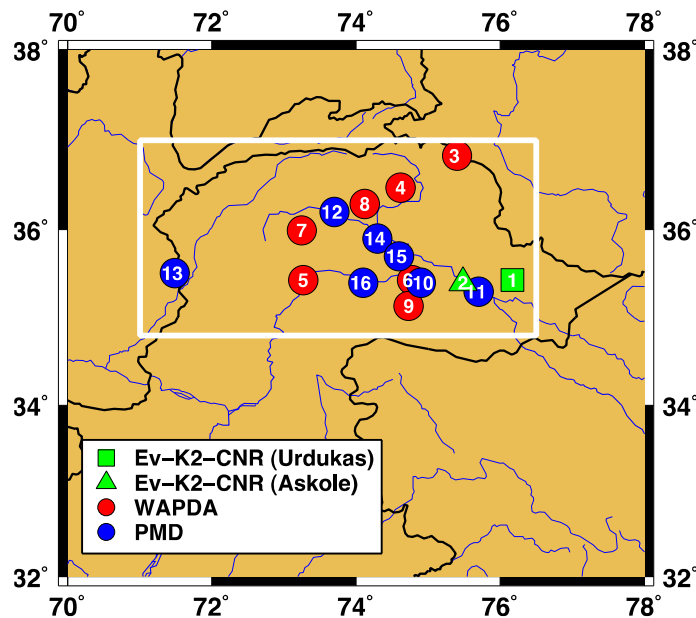 70° 72° 74° 76° 78°
38° 38°
3
4
8
12
7
36° 36°
14
15
13
5 16 6 10 2 1
11
9
34° 34°
Ev−K2−CNR (Urdukas)
Ev−K2−CNR (Askole)
WAPDA
PMD
32° 32°
70° 72° 74° 76° 78°